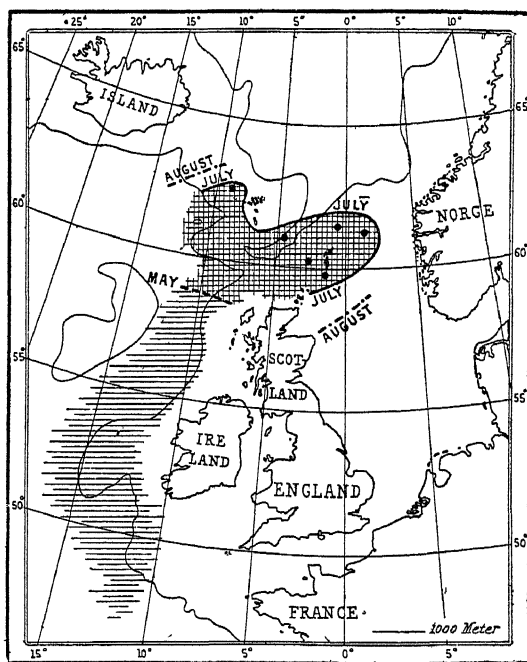 25° 20° 15° 10° 5° 0° 5° 10°
65°
ISLAND
65°
AUGUST
JULY
JULY
60°
NORGE
MAY
JULY
AUGUST
55°
SCOT
LAND
55°
IRE
LAND
ENGLAND
50°
50°
FRANCE
1000 Meter
15° 10° 5° 0° 5°